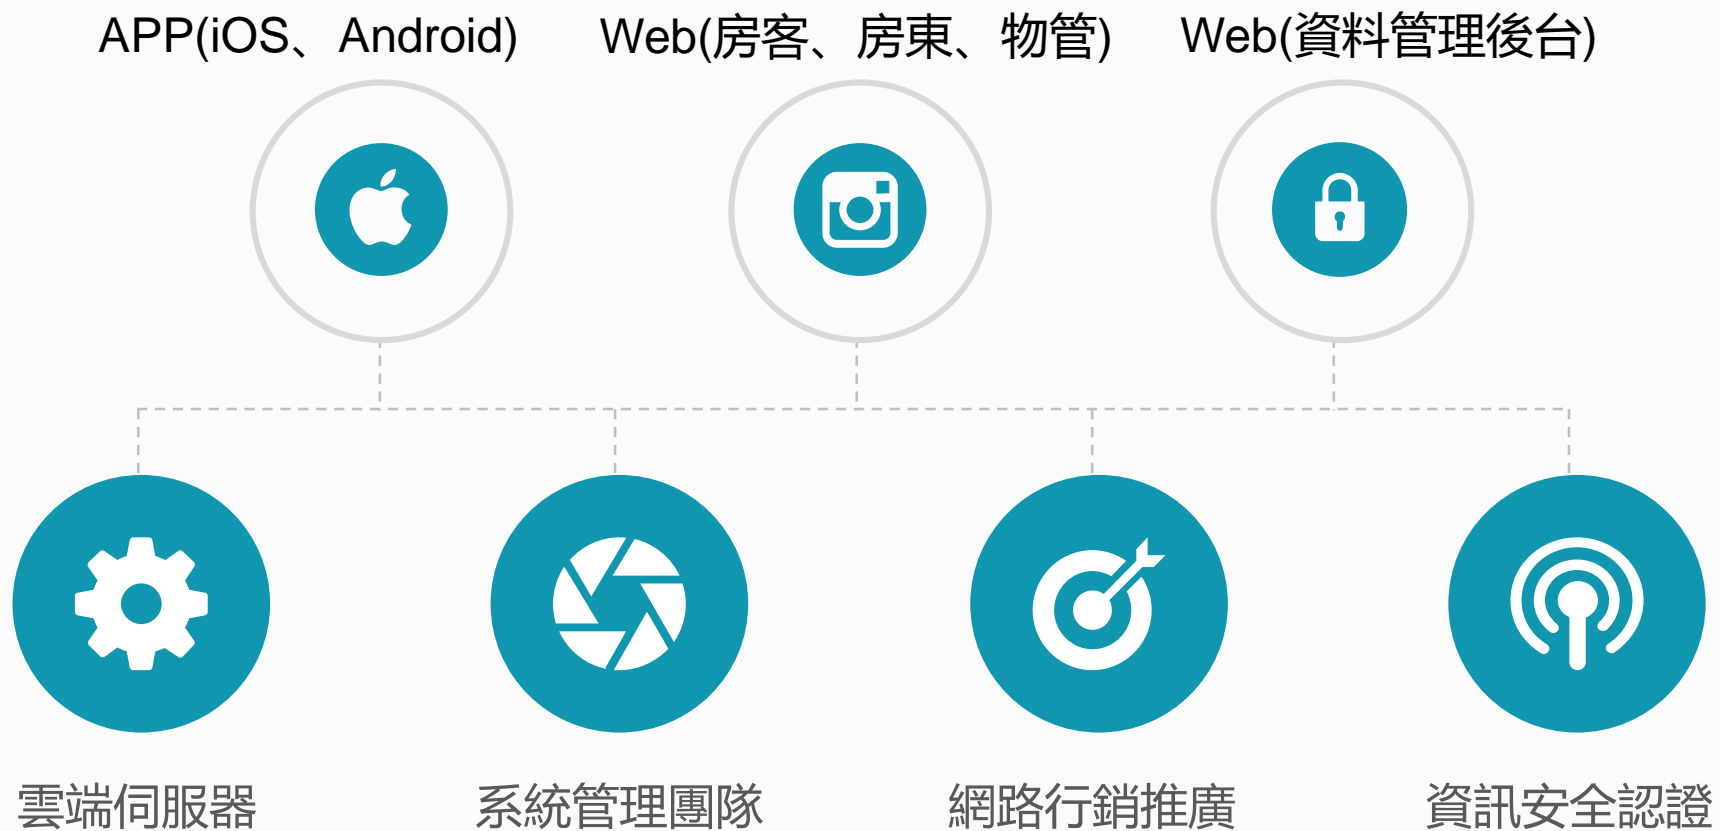 APP(iOS、Android)
Web(房客、房東、物管)
Web(資料管理後台)
雲端伺服器
系統管理團隊
網路行銷推廣
資訊安全認證